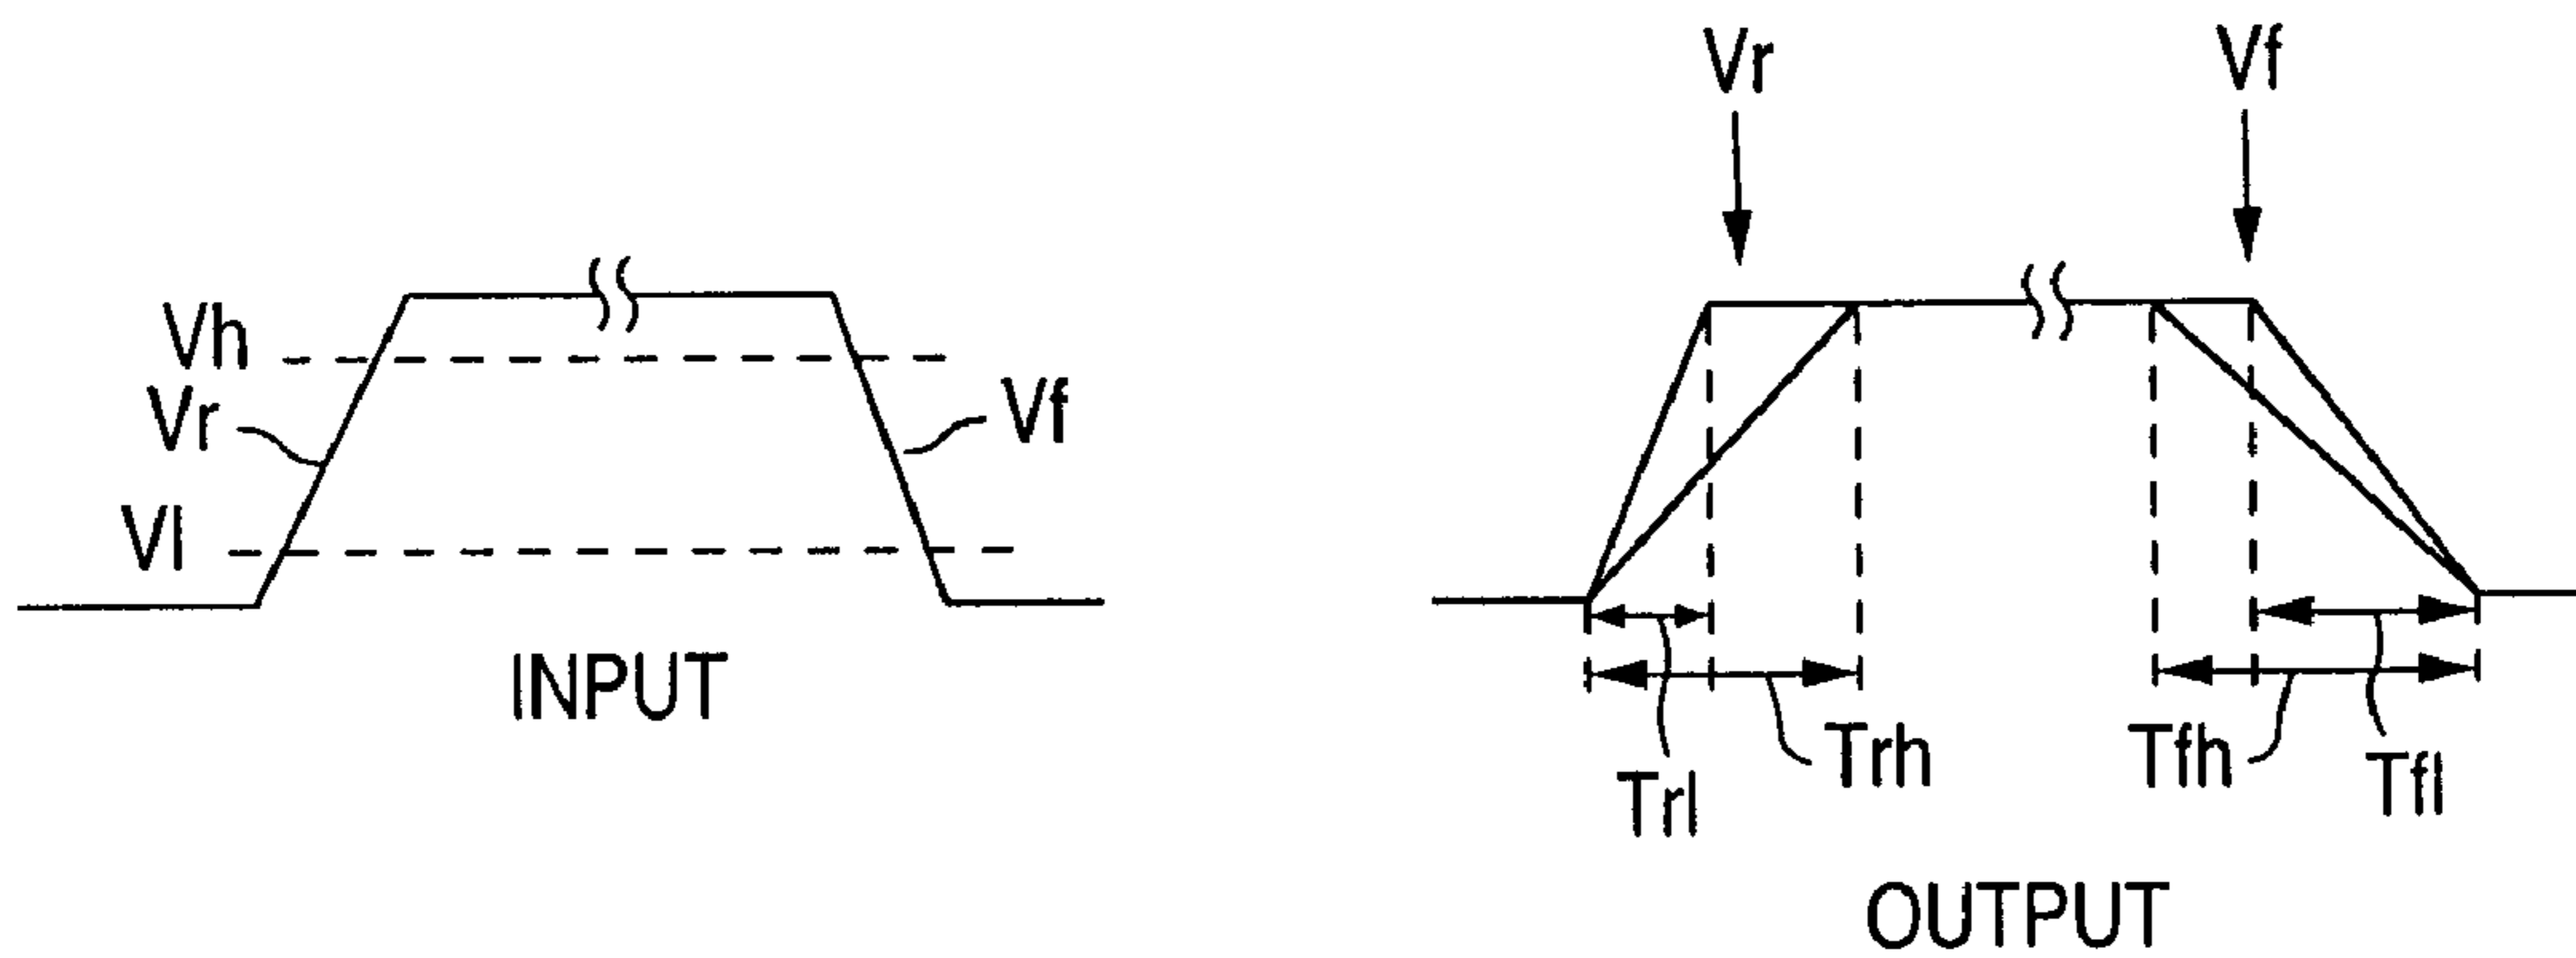 Vh
Vr
Vl
Vf
INPUT
Vr
Vf
Trl
Trh
Tfh
Tfl
OUTPUT